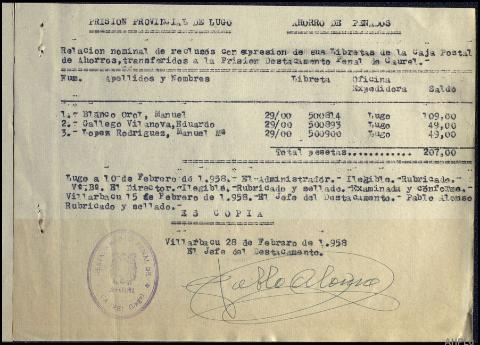 PRISION PROVINCIAL DE LUGO AHORRO DE PENADOS
Relacion nominal de reclusos con expresion de sus Libretas de la Caja Postal
de Ahorros, transferidos a la Prision Destacamento Penal de Caurel.-
Num. Apellidos y Nombres Libreta Oficina Expedidora Saldo
1.- Blanco Orol, Manuel 29/00 500814 Lugo 109,00
2.- Gallego Vilanova, Eduardo 29/00 500893 Lugo 49,00
3.- Lopez Rodriguez, Manuel Mª 29/00 500900 Lugo 49,00
Total pesetas........... 207,00
Lugo a 10 Febrero de 1.958.- El Administrador.- Ilegible.-Rubricado.-
Vº;Bº. El Director.-Ilegible.-Rubricado y sellado.-Examinada y conforme.-
Villarbacu 15 de Febrero de 1.958.- El Jefe del Destacamento.- Pablo Alonso
Rubricado y sellado.-
ES COPIA
Villarbacu 28 de Febrero de 1.958
El Jefe del Destacamento.
Pablo Alonso